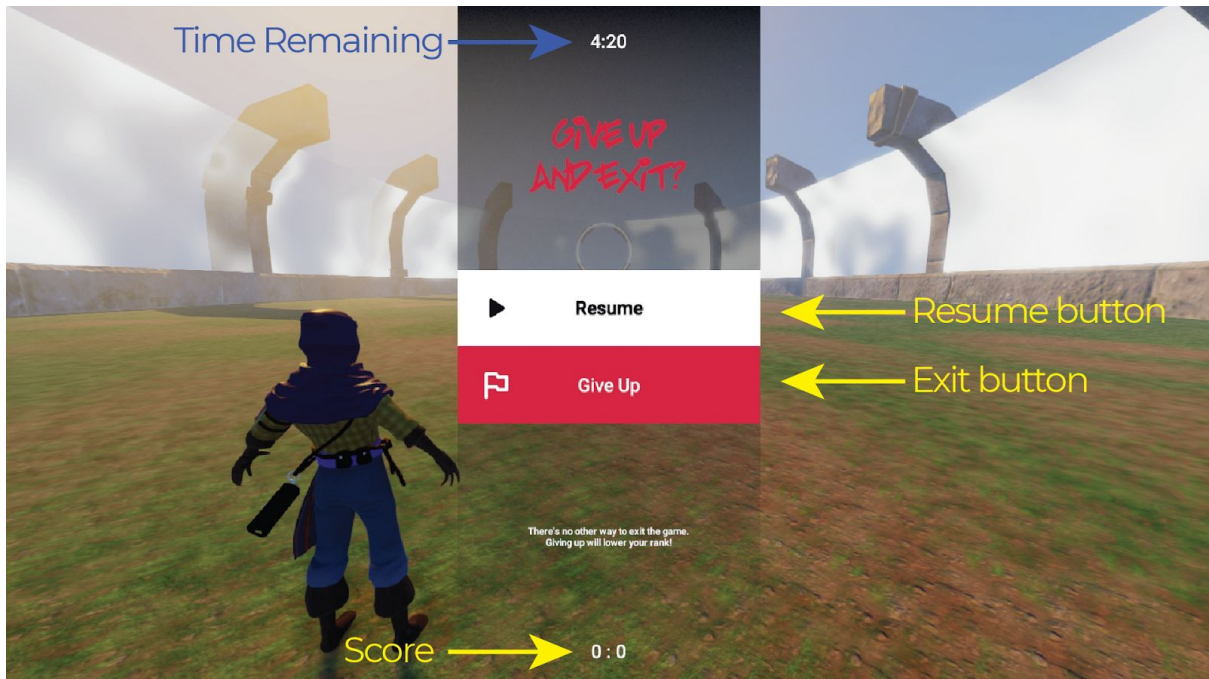 Time Remaining
4:20
GIVE UP
AND EXIT?
Resume
Resume button
Give Up
Exit button
There's no other way to exit the game.
Giving up will lower your rank!
Score
0 : 0